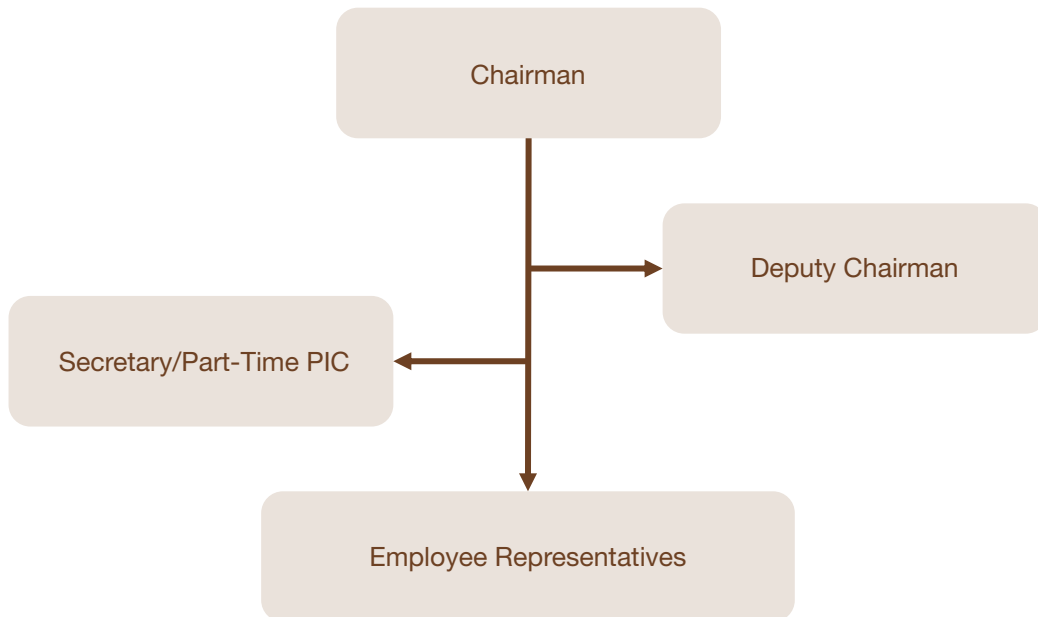 Chairman
Deputy Chairman
Secretary/Part-Time PIC
Employee Representatives